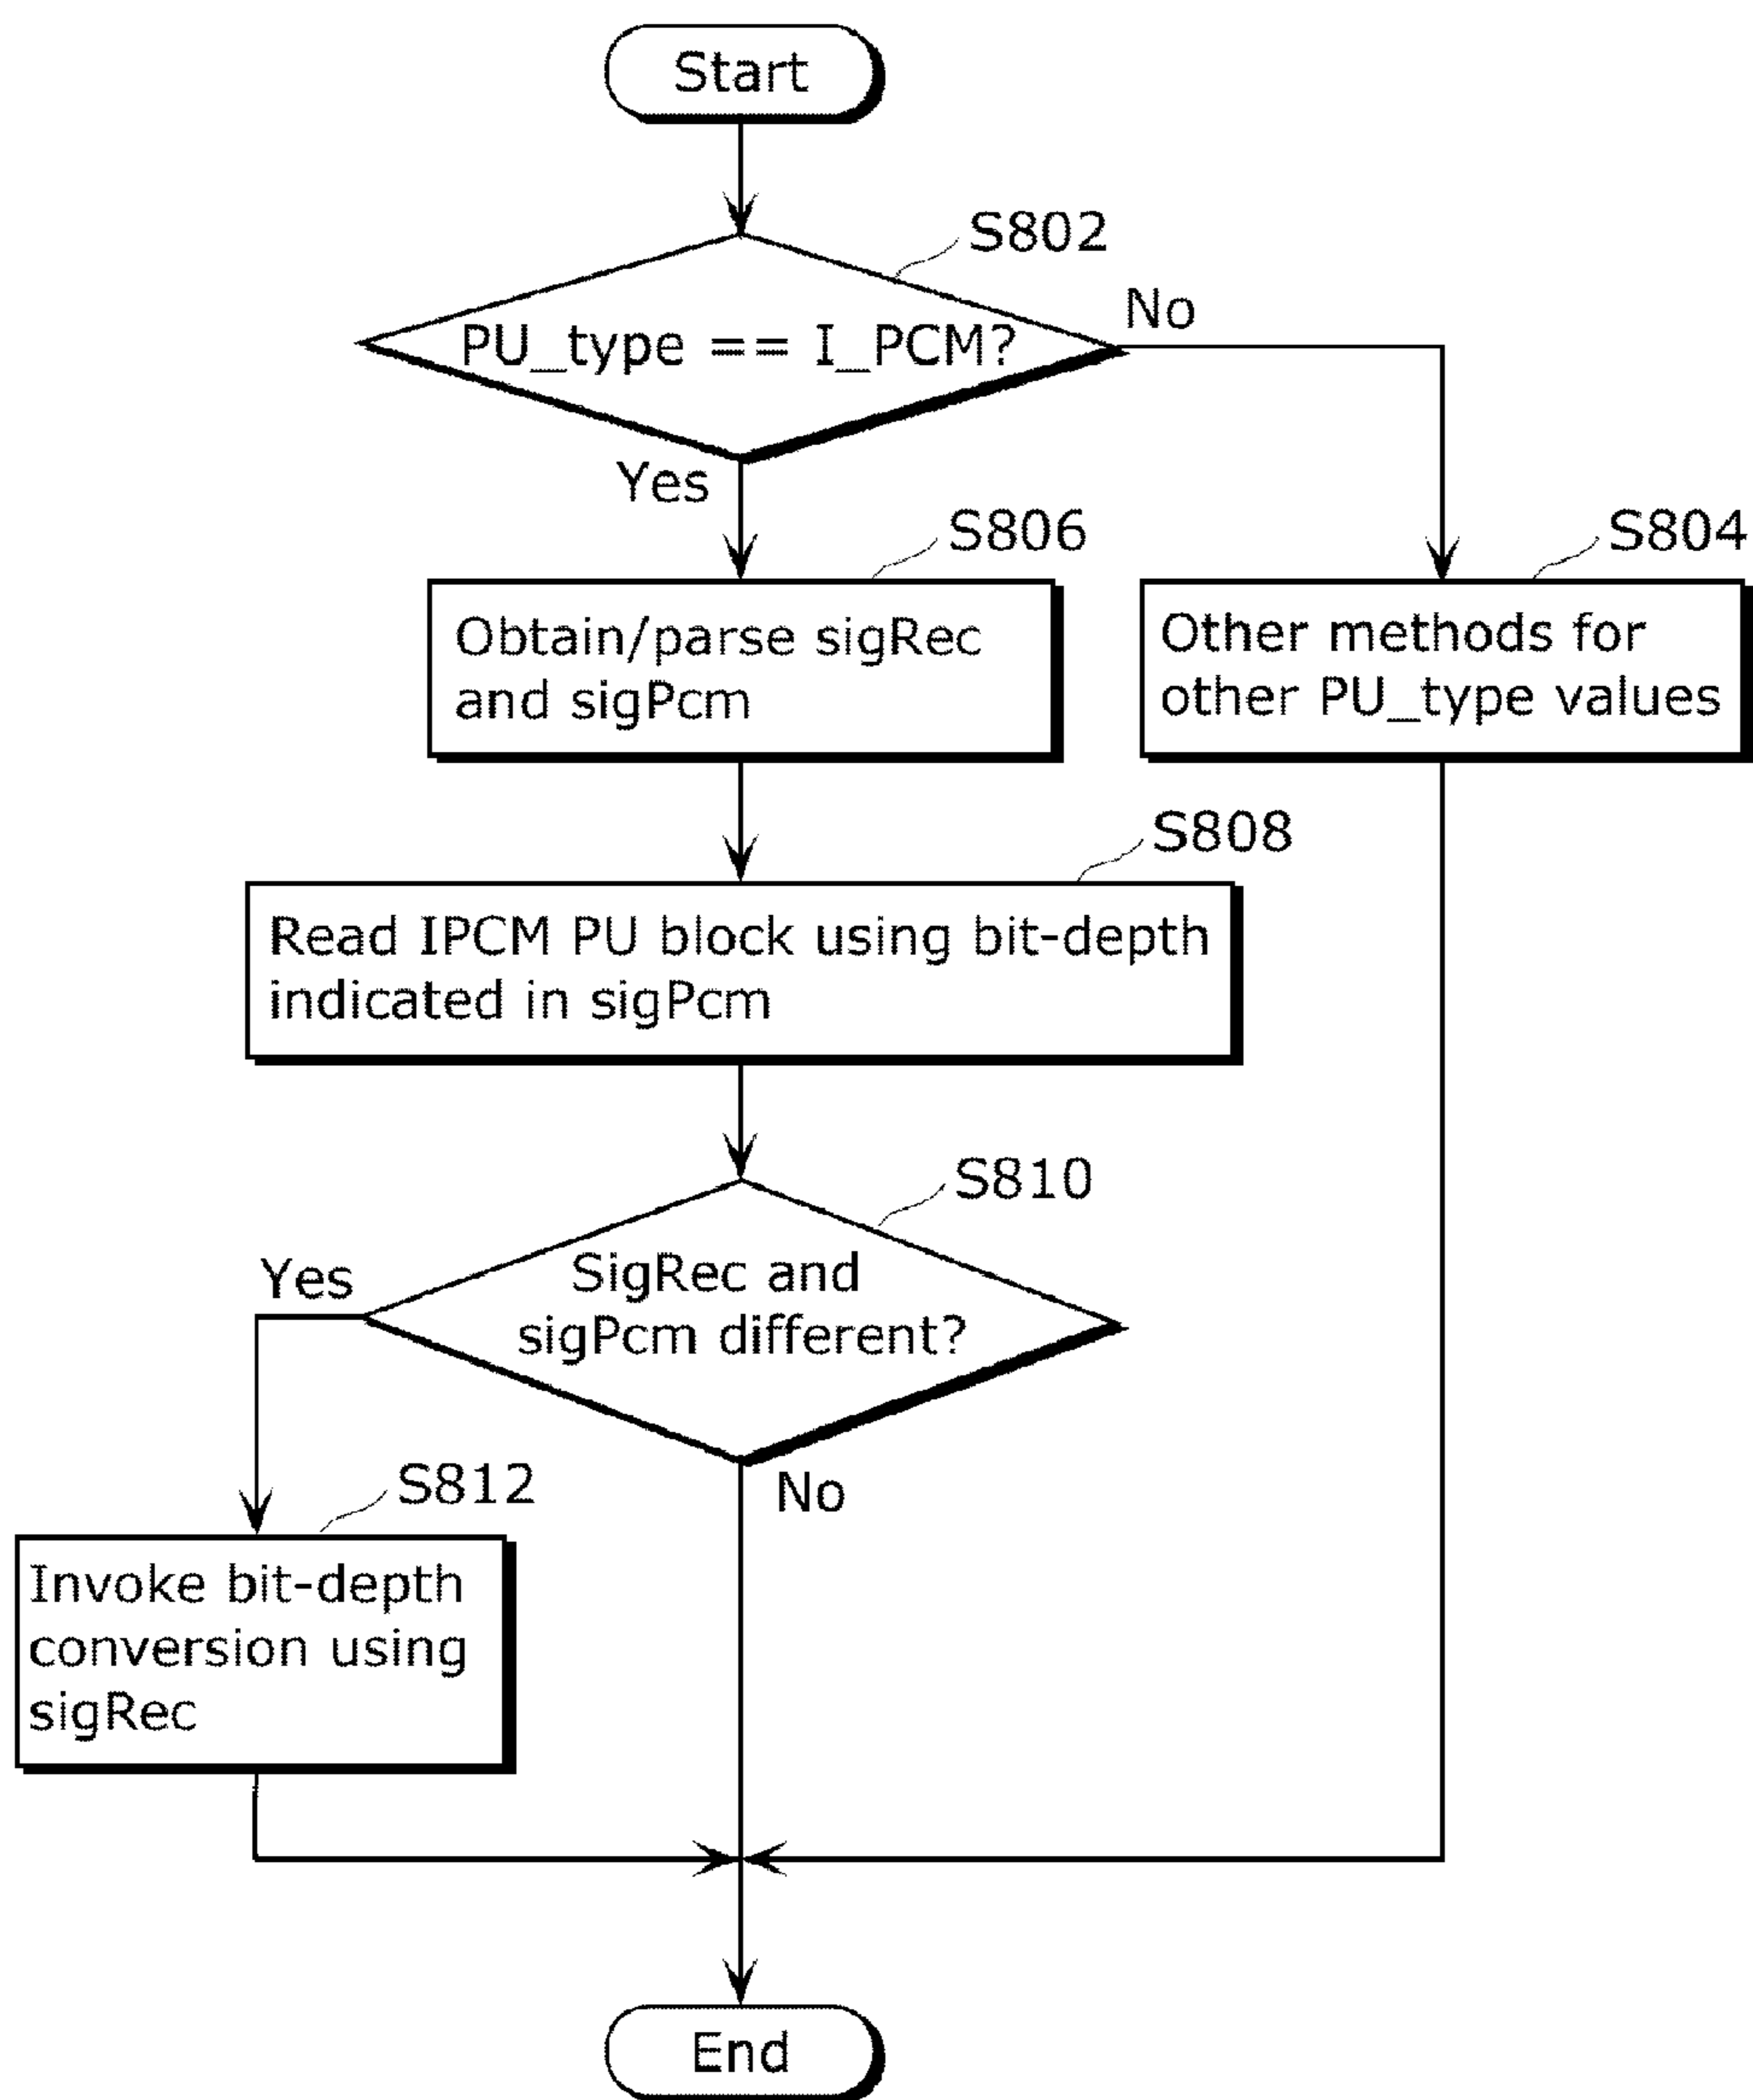 Start
S802
PU_type == I_PCM?
No
Yes
S806
S804
Obtain/parse sigRec
and sigPcm
Other methods for
other PU_type values
S808
Read IPCM PU block using bit-depth
indicated in sigPcm
S810
Yes
SigRec and
sigPcm different?
No
S812
Invoke bit-depth
conversion using
sigRec
End